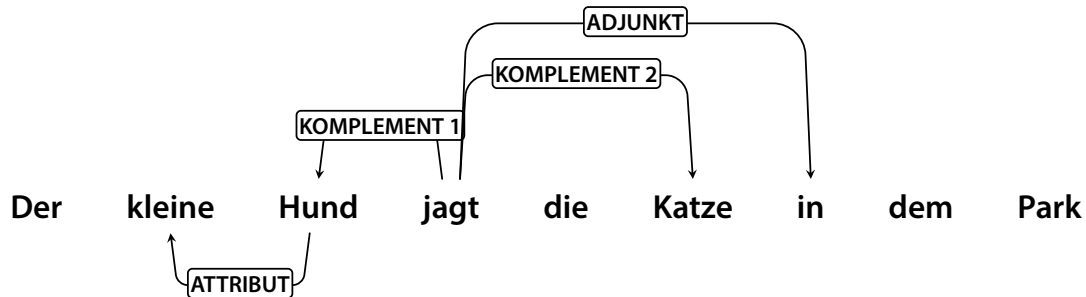 ADJUNKT
KOMPLEMENT 2
KOMPLEMENT 1
Der kleine Hund jagt die Katze in dem Park
ATTRIBUT